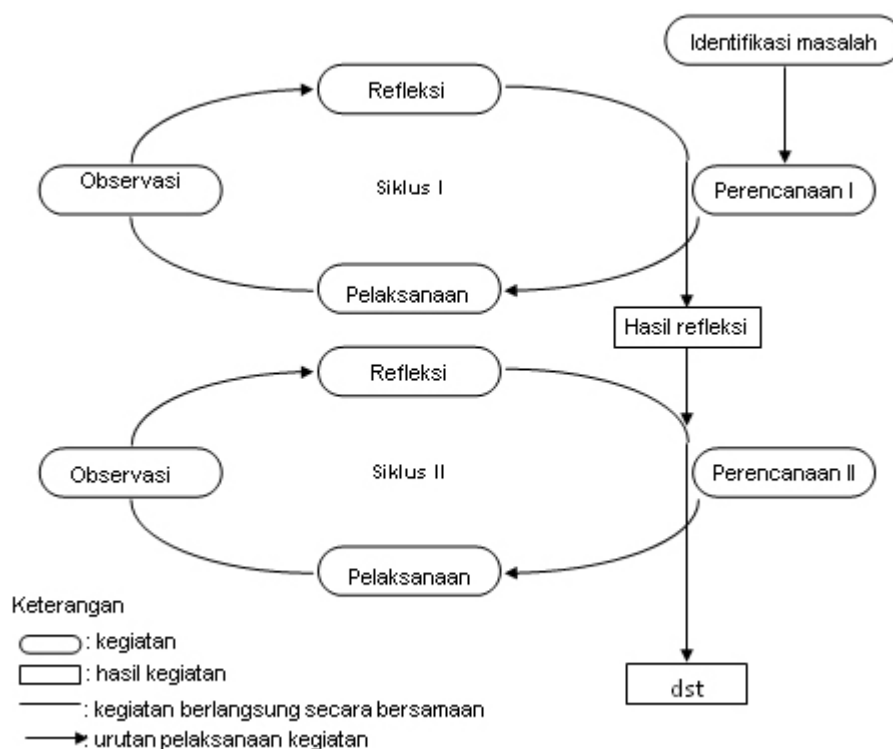 Identifikasi masalah
Refleksi
Observasi
Siklus I
Perencanaan I
Pelaksanaan
Hasil refleksi
Refleksi
Observasi
Siklus II
Perencanaan II
Pelaksanaan
Keterangan
: kegiatan
: hasil kegiatan
dst
: kegiatan berlangsung secara bersamaan
: urutan pelaksanaan kegiatan